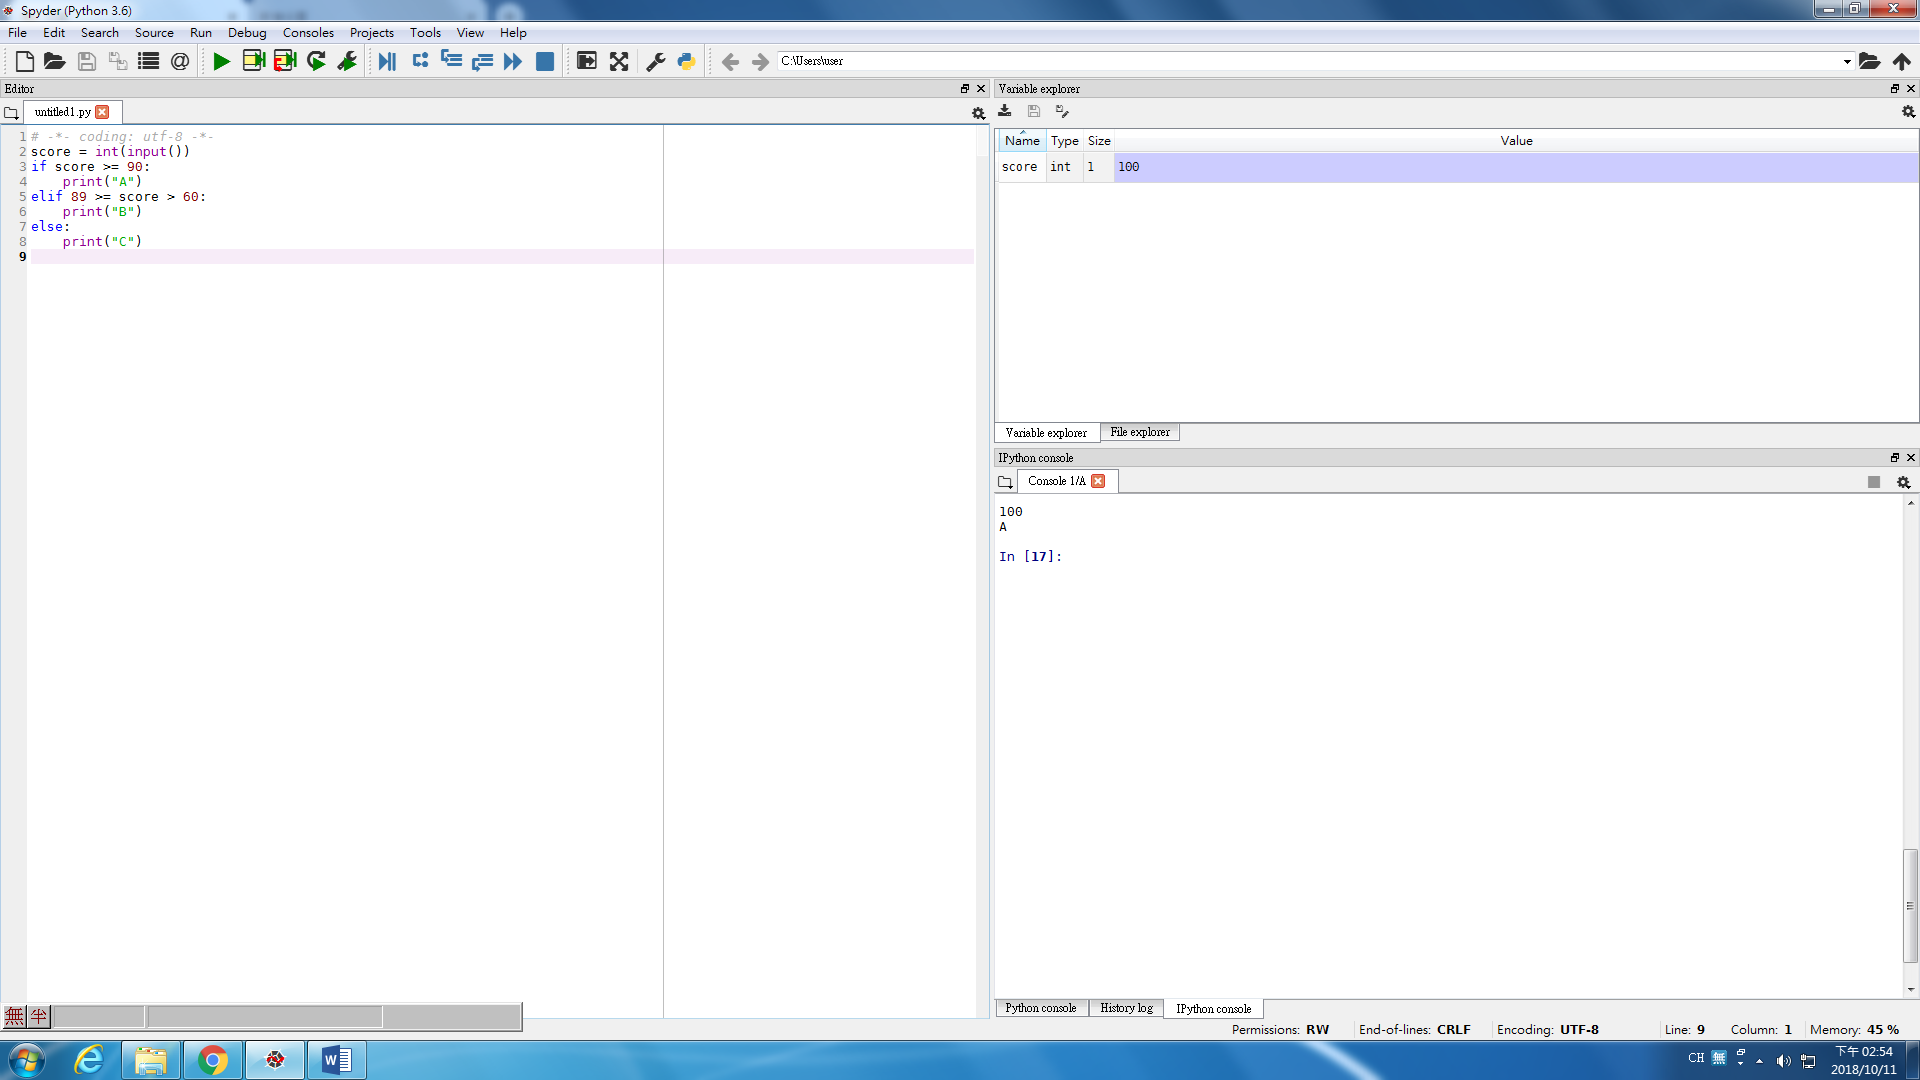 Spyder (Python 3.6)
File Edit Search Source Run Debug Consoles Projects Tools View Help
C:\Users\user
Editor
untitled1.py
1 # -*- coding: utf-8 -*-
2 score = int(input())
3 if score >= 90:
4     print("A")
5 elif 89 >= score > 60:
6     print("B")
7 else:
8     print("C")
9
Variable explorer
Name Type Size Value
score int 1 100
Variable explorer File explorer
IPython console
Console 1/A
100
A
In [17]:
Python console History log IPython console
無 半
Permissions: RW End-of-lines: CRLF Encoding: UTF-8 Line: 9 Column: 1 Memory: 45 %
CH 無
下午 02:54
2018/10/11